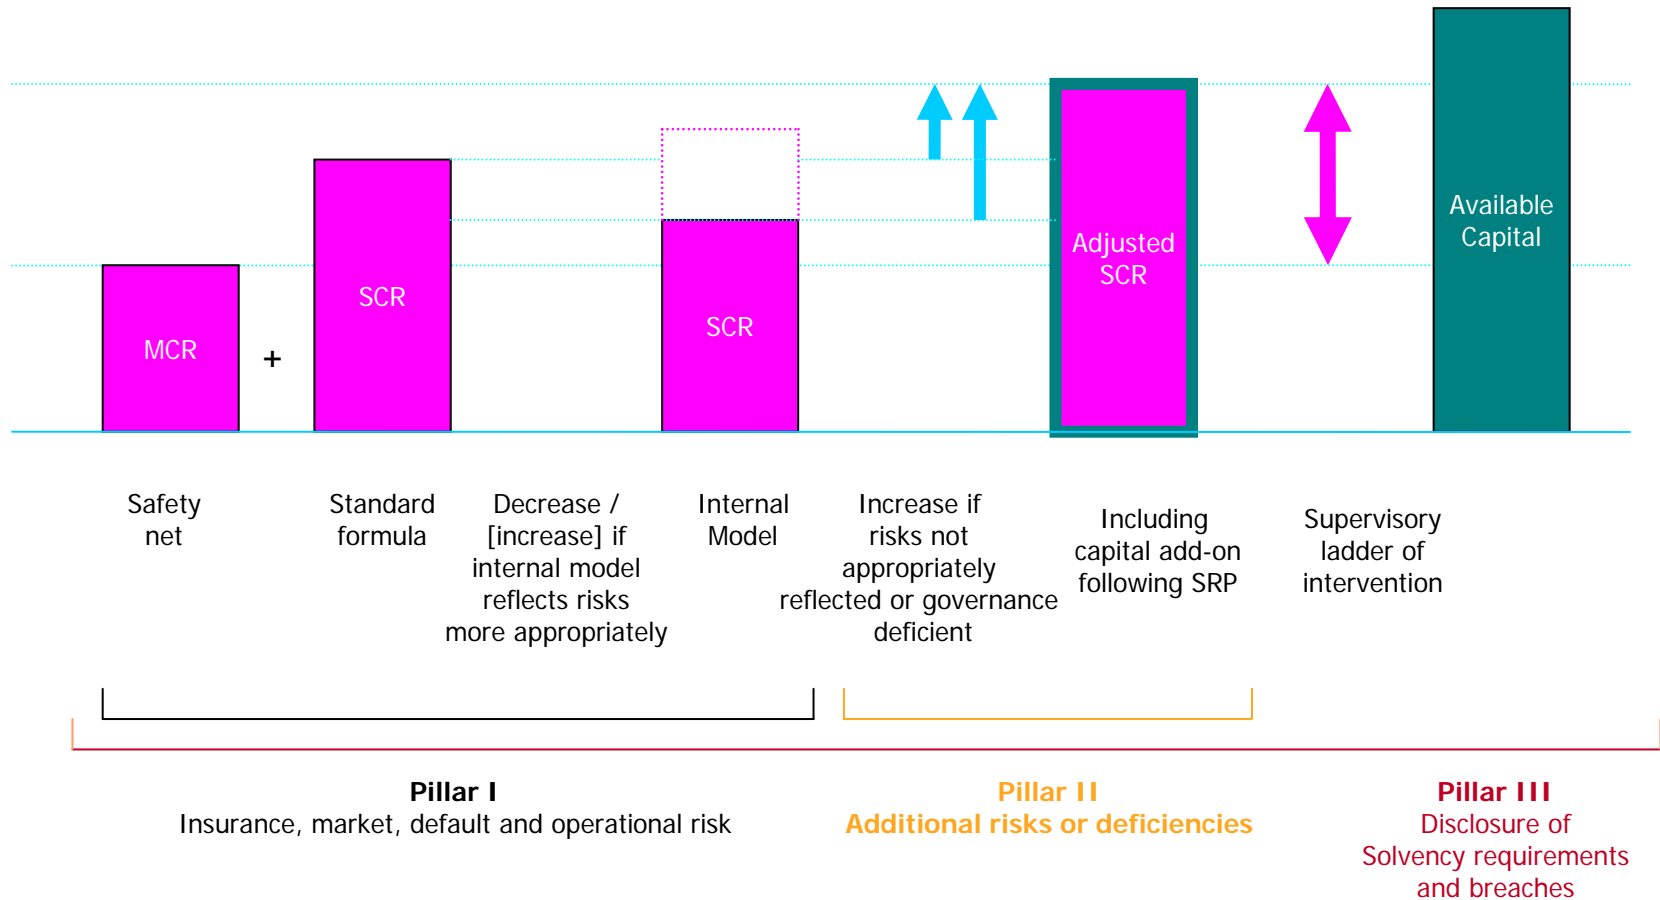 Available
Capital
Adjusted
SCR
SCR
SCR
MCR
+
Safety
net
Standard
formula
Decrease /
[increase] if
internal model
reflects risks
more appropriately
Internal
Model
Increase if
risks not
appropriately
reflected or governance
deficient
Including
capital add-on
following SRP
Supervisory
ladder of
intervention
Pillar I
Insurance, market, default and operational risk
Pillar II
Additional risks or deficiencies
Pillar III
Disclosure of
Solvency requirements
and breaches